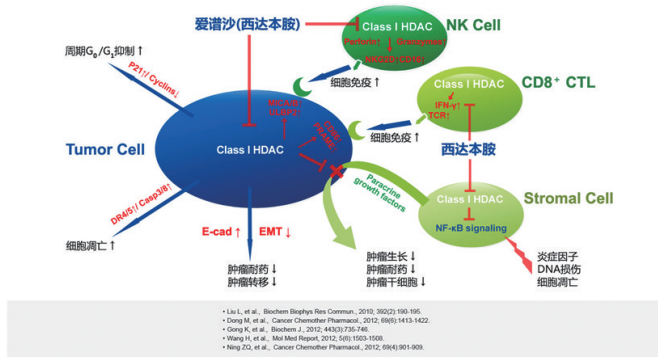 爱谱沙(西达本胺)
Class I HDAC
NK Cell
Perforin↑ Granzyme↑
周期G₀/G₁抑制↑
P21↑/ Cyclins↓
细胞免疫↑
Class I HDAC
CD8⁺ CTL
IFN-γ↑
TCR↑
细胞免疫↑
Tumor Cell
Class I HDAC
西达本胺
Paracrine
growth factors
Class I HDAC
Stromal Cell
NF-κB signaling
DR4/5↑/ Casp3/8↑
细胞凋亡↑
E-cad ↑ EMT ↓
肿瘤耐药↓
肿瘤转移↓
肿瘤生长↓
肿瘤耐药↓
肿瘤干细胞↓
炎症因子
DNA损伤
细胞凋亡
• Liu L, et al., Biochem Biophys Res Commun., 2010; 392(2):190-195.
• Dong M, et al., Cancer Chemother Pharmacol., 2012; 69(6):1413-1422.
• Gong K, et al., Biochem J., 2012; 443(3):735-746.
• Wang H, et al., Mol Med Report, 2012; 5(6):1503-1508.
• Ning ZQ, et al., Cancer Chemother Pharmacol., 2012; 69(4):901-909.